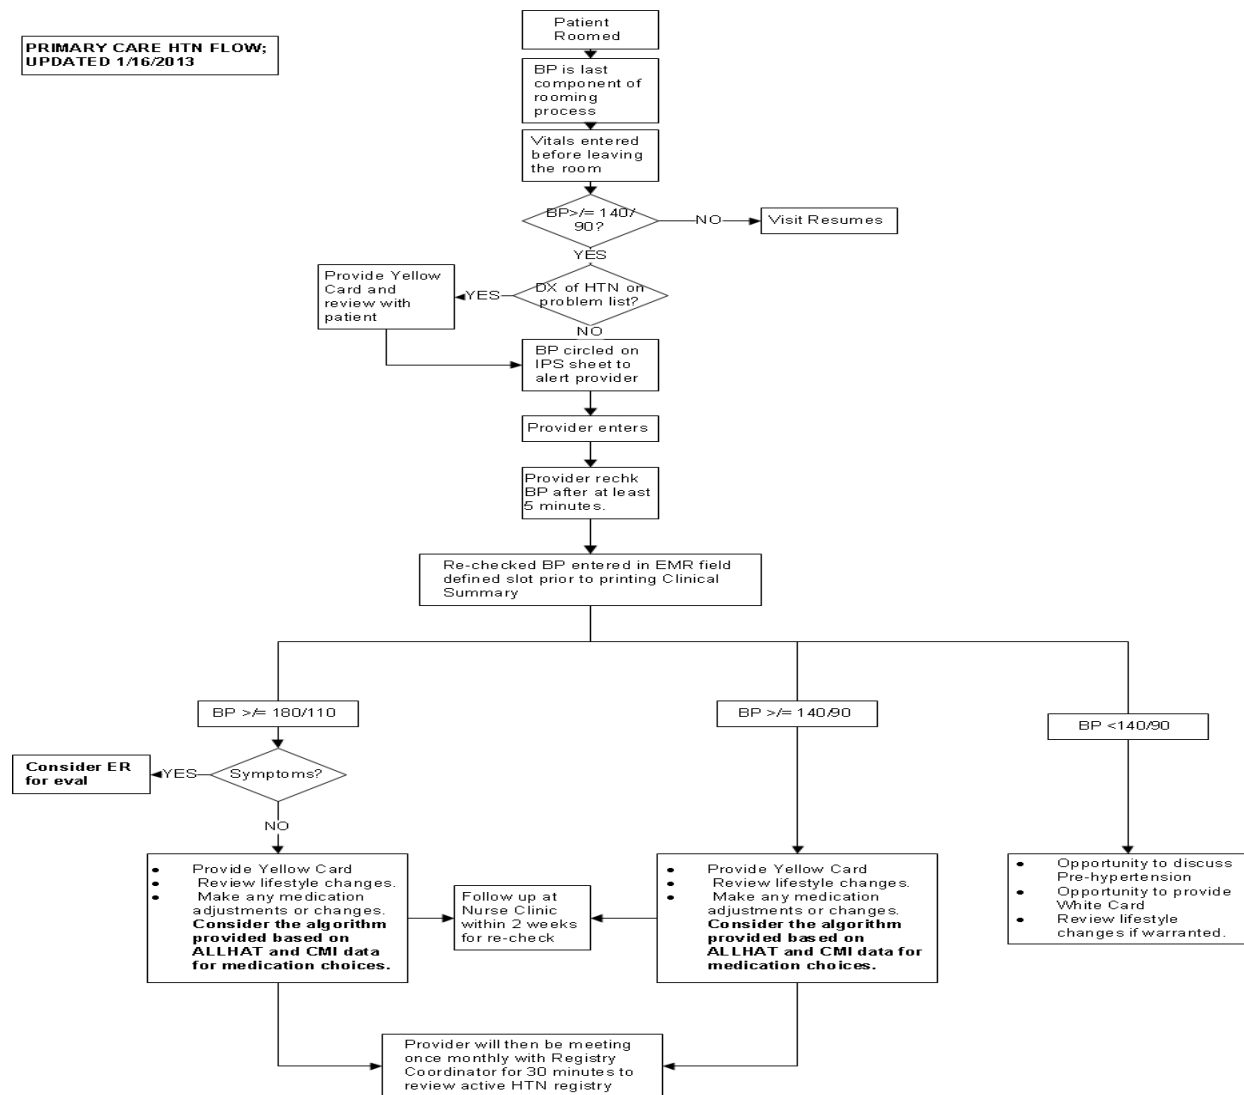 PRIMARY CARE HTN FLOW;
UPDATED 1/16/2013
Patient
Roomed
BP is last
component of
rooming
process
Vitals entered
before leaving
the room
BP>/= 140/
90?
NO
Visit Resumes
YES
DX of HTN on
problem list?
YES
Provide Yellow
Card and
review with
patient
NO
BP circled on
IPS sheet to
alert provider
Provider enters
Provider rechk
BP after at least
5 minutes.
Re-checked BP entered in EMR field
defined slot prior to printing Clinical
Summary
BP >/= 180/110
BP >/= 140/90
BP <140/90
Symptoms?
YES
Consider ER
for eval
NO
• Provide Yellow Card
• Review lifestyle changes.
• Make any medication
adjustments or changes.
Consider the algorithm
provided based on
ALLHAT and CMI data
for medication choices.
Follow up at
Nurse Clinic
within 2 weeks
for re-check
• Provide Yellow Card
• Review lifestyle changes.
• Make any medication
adjustments or changes.
Consider the algorithm
provided based on
ALLHAT and CMI data for
medication choices.
• Opportunity to discuss
Pre-hypertension
• Opportunity to provide
White Card
• Review lifestyle
changes if warranted.
Provider will then be meeting
once monthly with Registry
Coordinator for 30 minutes to
review active HTN registry